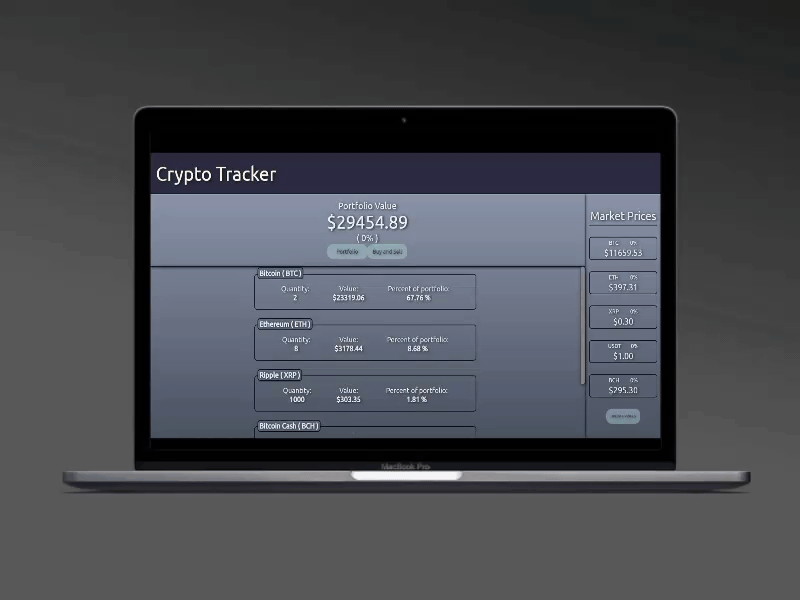 Crypto Tracker
Portfolio Value
$29454.89
( 0% )
Portfolio Buy and Sell
Bitcoin ( BTC )
Quantity: Value: Percent of portfolio:
2 $23319.06 67.76 %
Ethereum ( ETH )
Quantity: Value: Percent of portfolio:
8 $3178.44 8.68 %
Ripple ( XRP )
Quantity: Value: Percent of portfolio:
1000 $303.35 1.81 %
Bitcoin Cash ( BCH )
Market Prices
BTC 0%
$11659.53
ETH 0%
$397.31
XRP 0%
$0.30
USDT 0%
$1.00
BCH 0%
$295.30
MacBook Pro